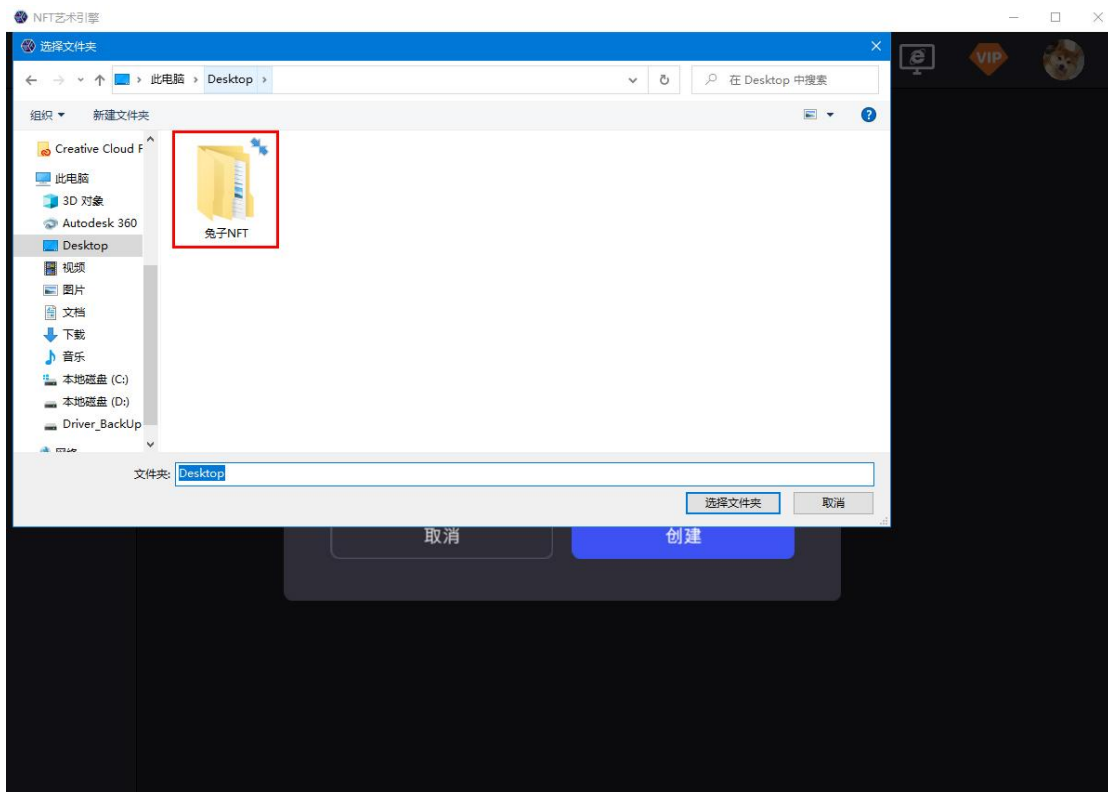 NFT艺术引擎
选择文件夹
此电脑 > Desktop >
在 Desktop 中搜索
VIP
组织
新建文件夹
Creative Cloud F
此电脑
3D 对象
Autodesk 360
Desktop
视频
图片
文档
下载
音乐
本地磁盘 (C:)
本地磁盘 (D:)
Driver_BackUp
兔子NFT
文件夹: Desktop
选择文件夹
取消
取消
创建